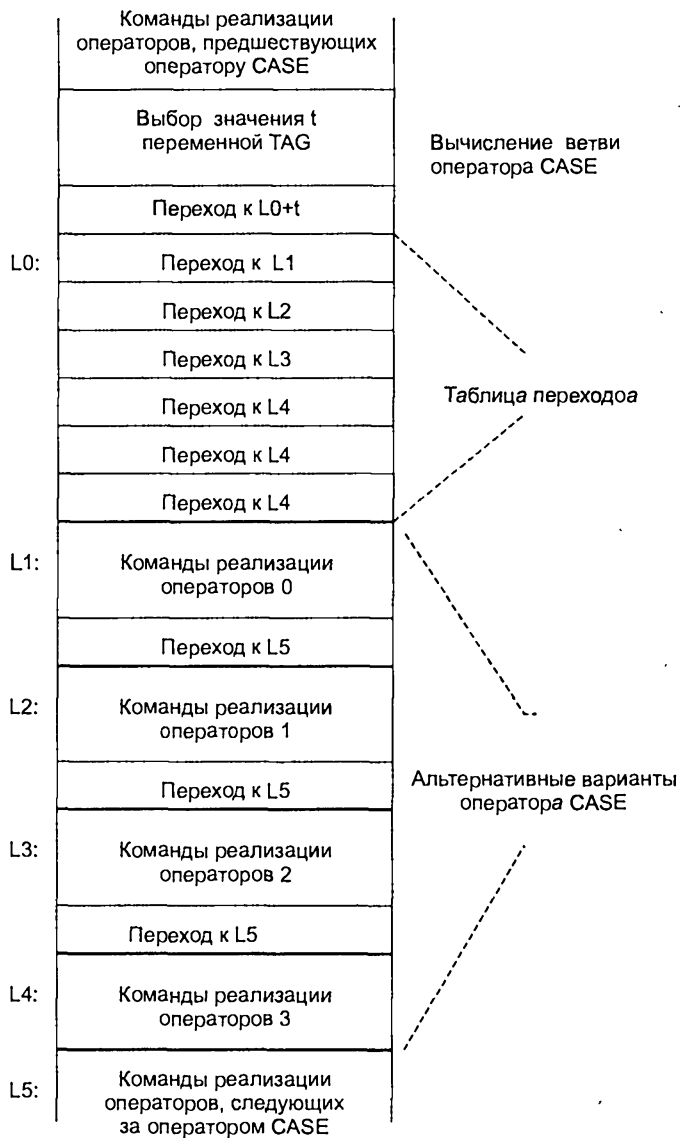 Команды реализации
операторов, предшествующих
оператору CASE
Выбор значения t
переменной TAG
Вычисление ветви
оператора CASE
Переход к L0+t
L0:
Переход к L1
Переход к L2
Переход к L3
Переход к L4
Таблица переходоа
Переход к L4
Переход к L4
L1:
Команды реализации
операторов 0
Переход к L5
L2:
Команды реализации
операторов 1
Переход к L5
Альтернативные варианты
оператора CASE
L3:
Команды реализации
операторов 2
Переход к L5
L4:
Команды реализации
операторов 3
L5:
Команды реализации
операторов, следующих
за оператором CASE